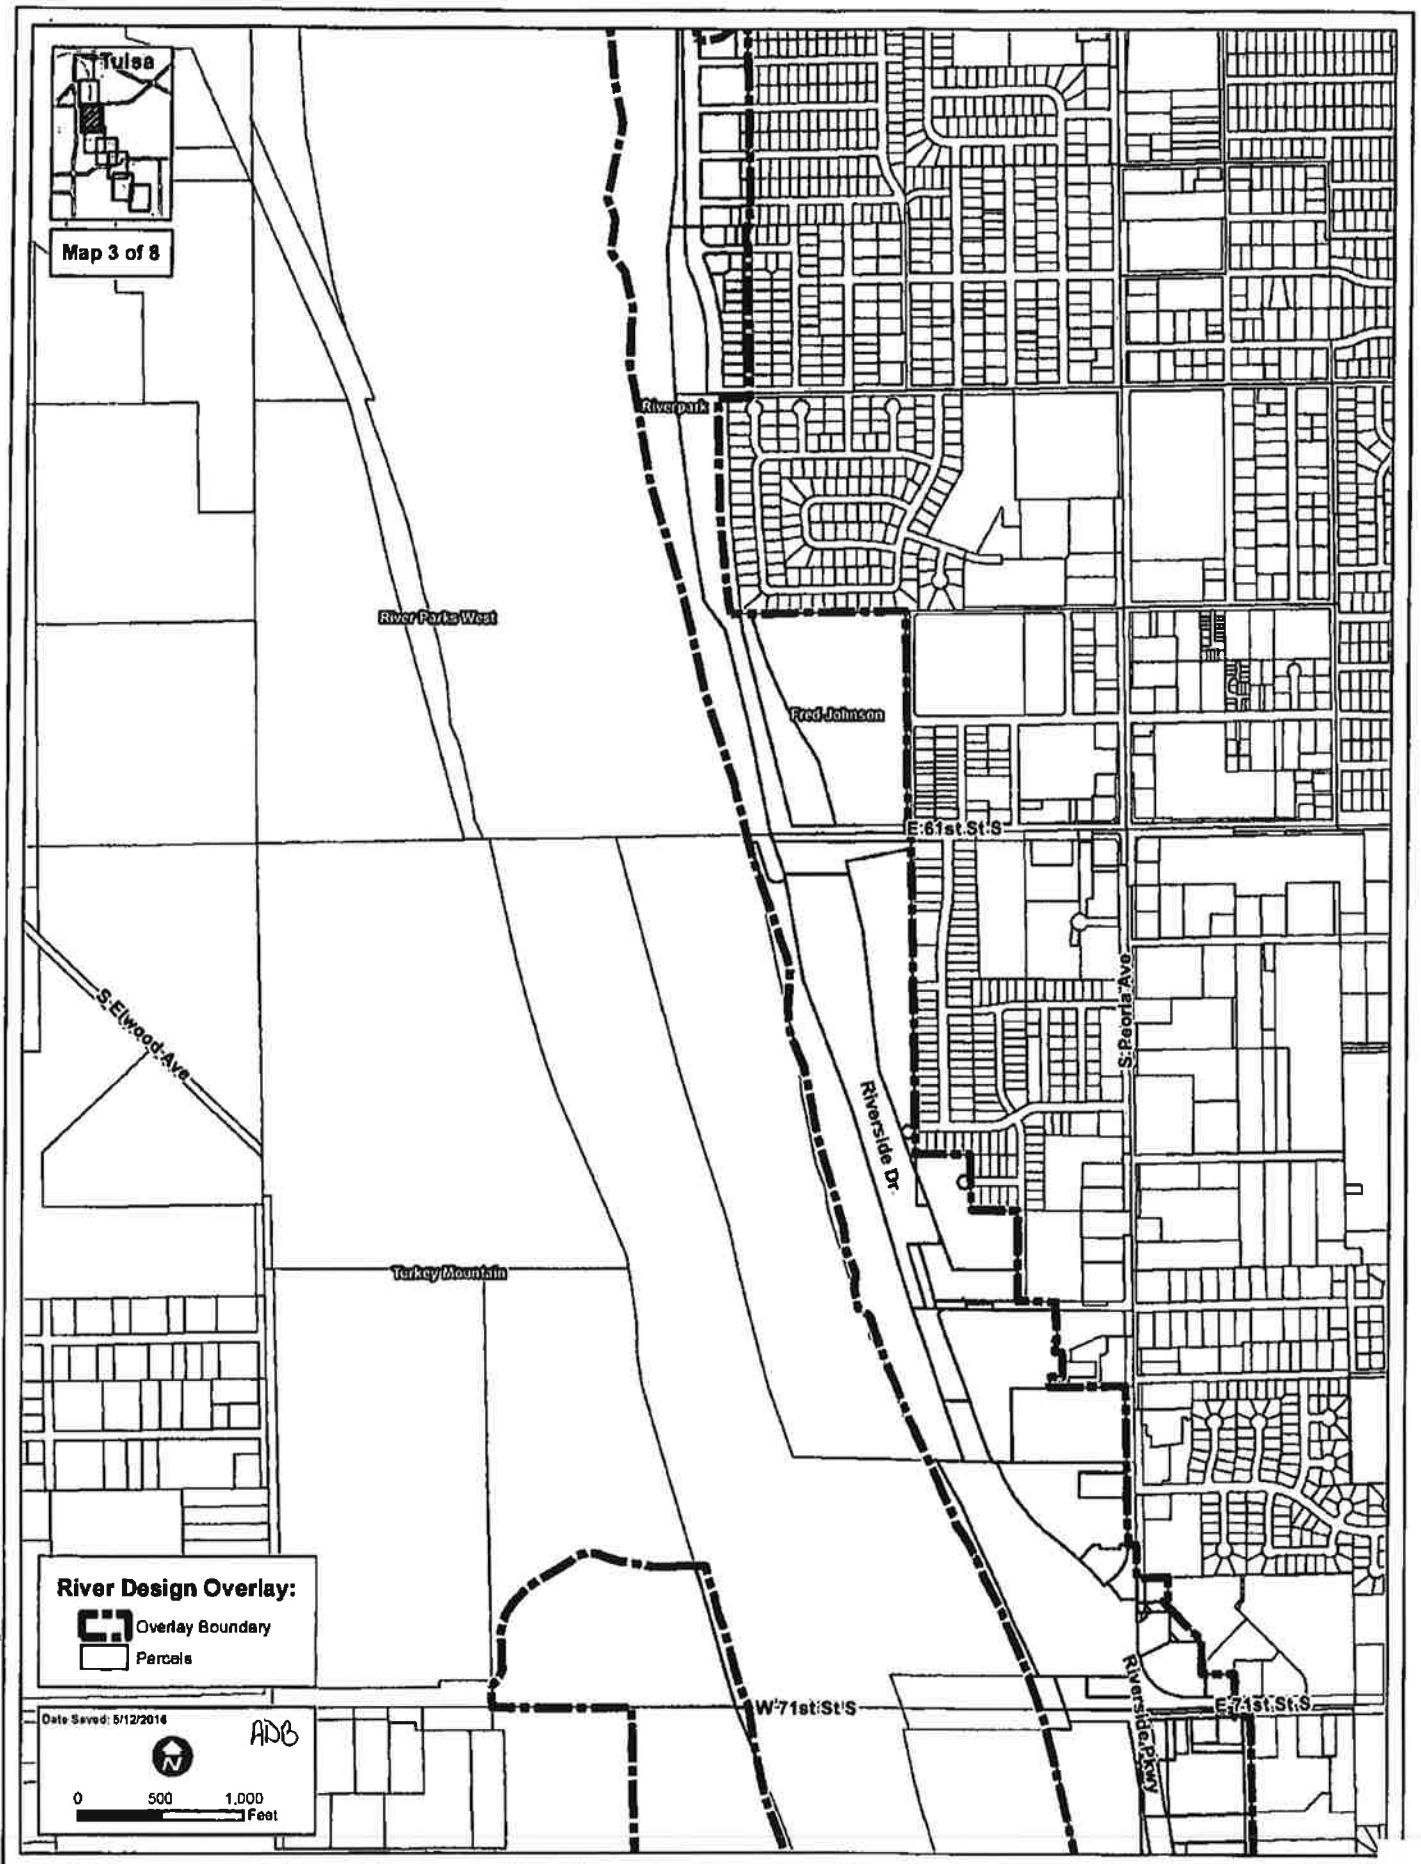 Tulsa
Map 3 of 8
Riverpark
River Parks West
Fred Johnson
E 61st St S
S Elwood Ave
S Peoria Ave
Riverside Dr
Turkey Mountain
River Design Overlay:
Overlay Boundary
Parcels
W 71st St S
E 71st St S
Riverside Pkwy
Date Saved: 5/12/2016
ADB
N
0 500 1,000
Feet